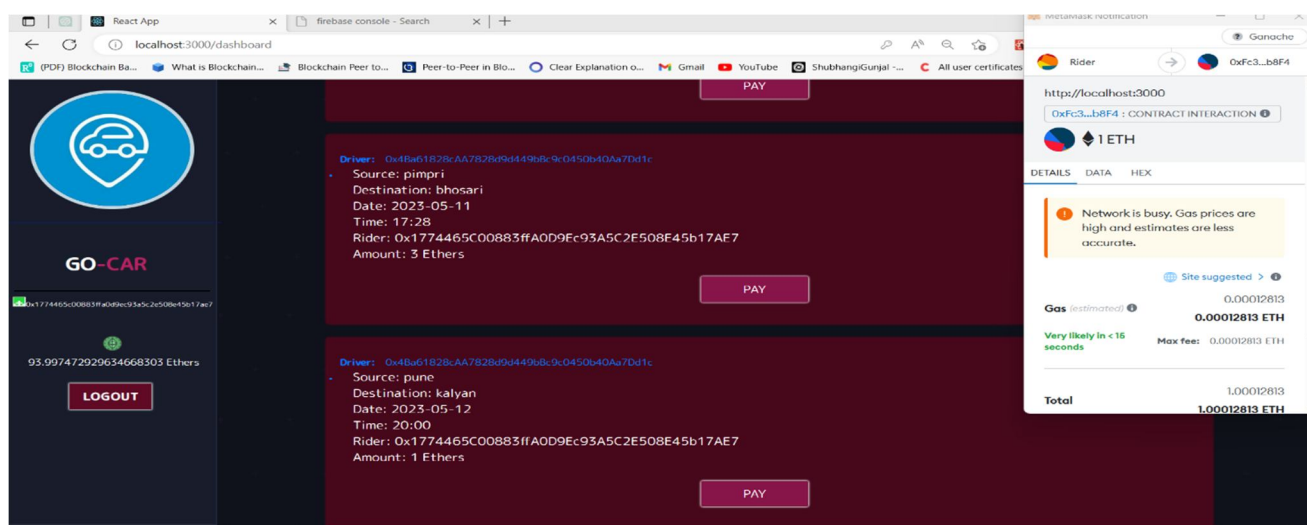 React App
firebase console - Search
MetaMask Notification
localhost:3000/dashboard
(PDF) Blockchain Ba...
What is Blockchain...
Blockchain Peer to...
Peer-to-Peer in Blo...
Clear Explanation o...
Gmail
YouTube
ShubhangiGunjal -...
All user certificates
GO-CAR
0x1774465c00883ffa0d9ec93a5c2e508e45b17ae7
93.997472929634668303 Ethers
LOGOUT
PAY
Driver: 0x4Ba61828cAA7828d9d449bBc9c0450b40Aa7Dd1c
Source: pimpri
Destination: bhosari
Date: 2023-05-11
Time: 17:28
Rider: 0x1774465C00883ffA0D9Ec93A5C2E508E45b17AE7
Amount: 3 Ethers
PAY
Driver: 0x4Ba61828cAA7828d9d449bBc9c0450b40Aa7Dd1c
Source: pune
Destination: kalyan
Date: 2023-05-12
Time: 20:00
Rider: 0x1774465C00883ffA0D9Ec93A5C2E508E45b17AE7
Amount: 1 Ethers
PAY
Ganache
Rider
0xFc3...b8F4
http://localhost:3000
0xFc3...b8F4 : CONTRACT INTERACTION
1 ETH
DETAILS DATA HEX
Network is busy. Gas prices are
high and estimates are less
accurate.
Site suggested >
Gas (estimated) 0.00012813
0.00012813 ETH
Very likely in < 15
seconds
Max fee: 0.00012813 ETH
1.00012813
Total
1.00012813 ETH